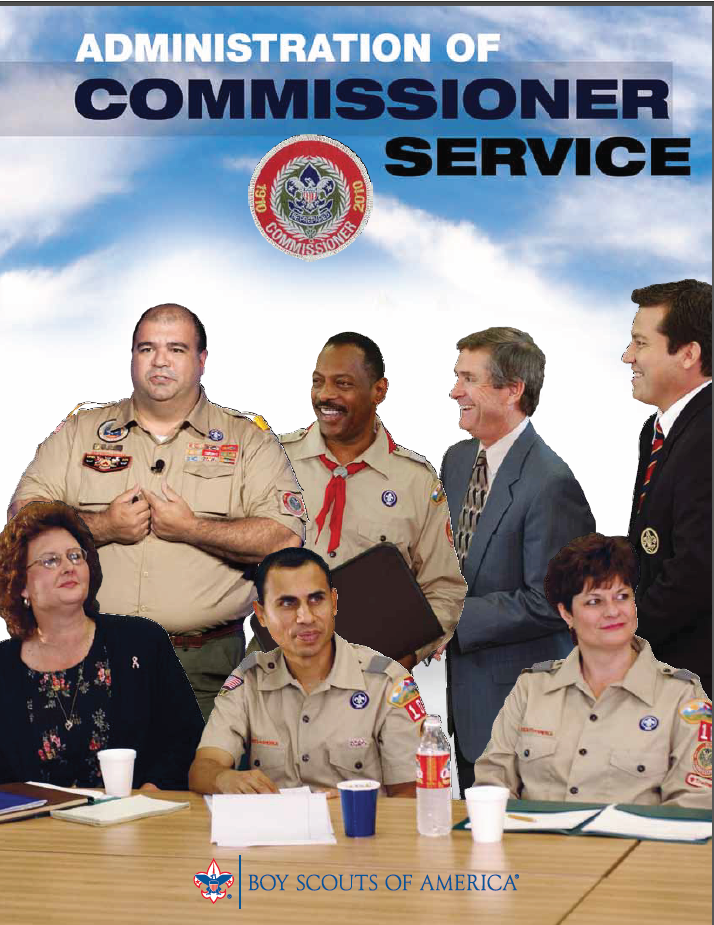 ADMINISTRATION OF
COMMISSIONER
SERVICE
1910 2010
COMMISSIONER
BOY SCOUTS OF AMERICA®